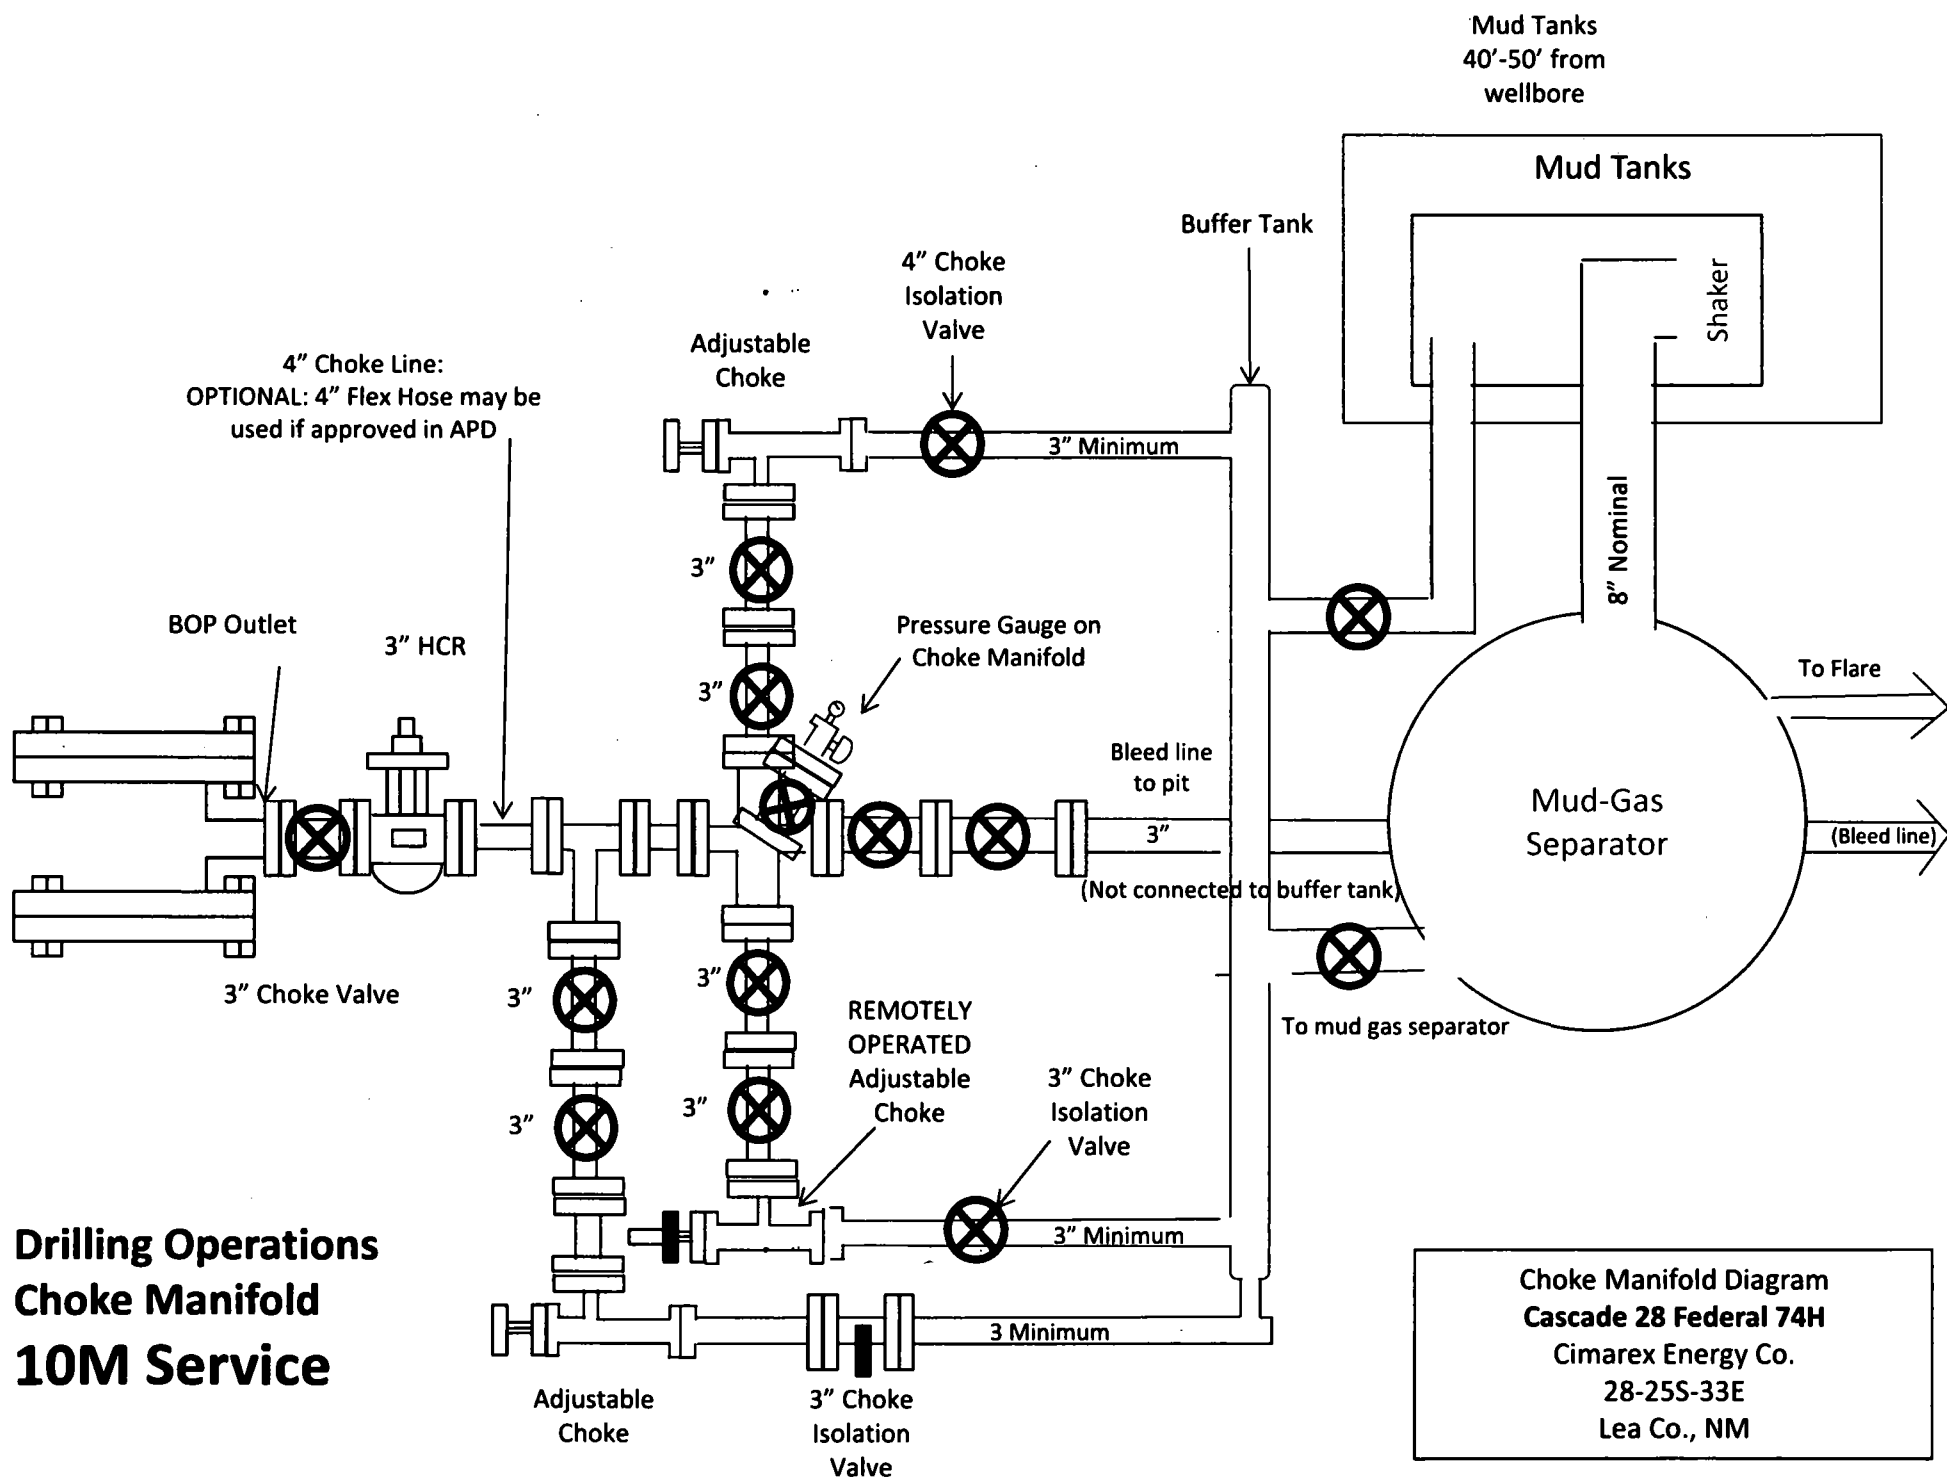 Mud Tanks
40'-50' from
wellbore
Mud Tanks
Shaker
Buffer Tank
4" Choke
Isolation
Valve
Adjustable
Choke
4" Choke Line:
OPTIONAL: 4" Flex Hose may be
used if approved in APD
3" Minimum
8" Nominal
3"
BOP Outlet
3" HCR
Pressure Gauge on
Choke Manifold
3"
To Flare
Bleed line
to pit
3"
Mud-Gas
Separator
(Bleed line)
(Not connected to buffer tank)
3" Choke Valve
3"
3"
REMOTELY
OPERATED
Adjustable
Choke
To mud gas separator
3"
3"
3" Choke
Isolation
Valve
3" Minimum
3 Minimum
Adjustable
Choke
3" Choke
Isolation
Valve
Drilling Operations
Choke Manifold
10M Service
Choke Manifold Diagram
Cascade 28 Federal 74H
Cimarex Energy Co.
28-25S-33E
Lea Co., NM